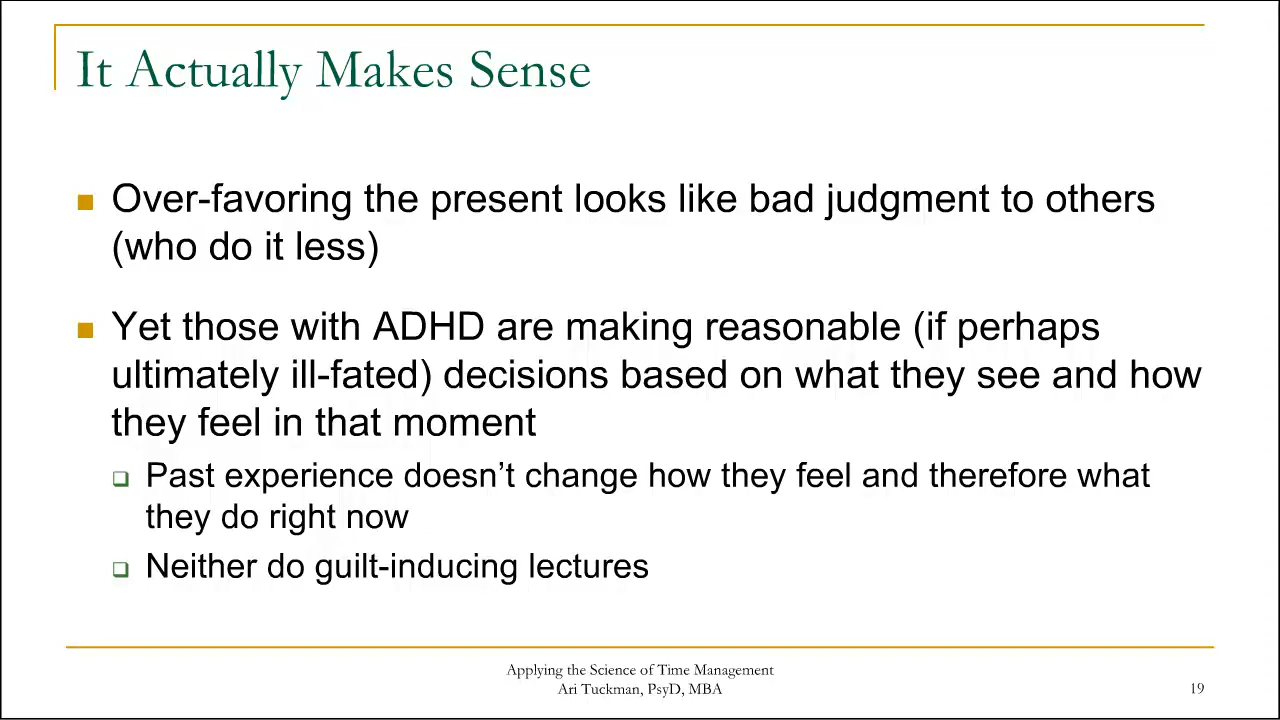 It Actually Makes Sense
Over-favoring the present looks like bad judgment to others
(who do it less)
Yet those with ADHD are making reasonable (if perhaps
ultimately ill-fated) decisions based on what they see and how
they feel in that moment
Past experience doesn’t change how they feel and therefore what
they do right now
Neither do guilt-inducing lectures
Applying the Science of Time Management
Ari Tuckman, PsyD, MBA
19